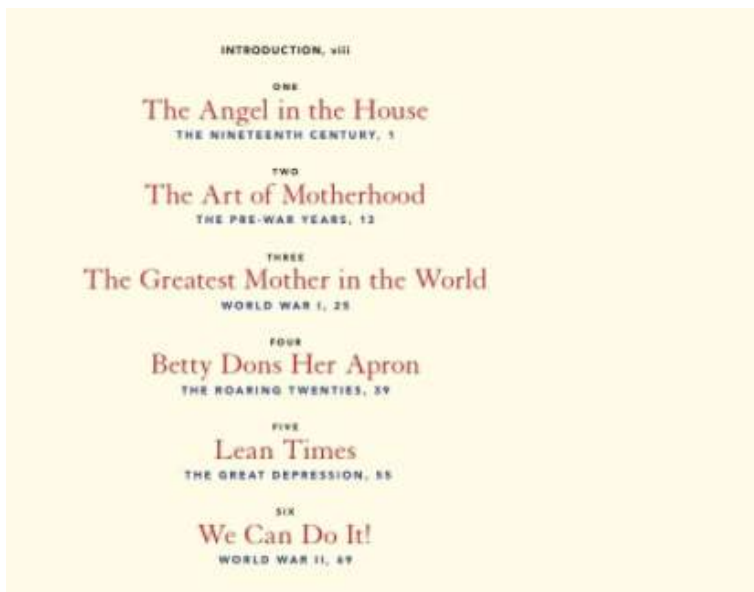 INTRODUCTION, viii
ONE
The Angel in the House
THE NINETEENTH CENTURY, 1
TWO
The Art of Motherhood
THE PRE-WAR YEARS, 13
THREE
The Greatest Mother in the World
WORLD WAR I, 25
FOUR
Betty Dons Her Apron
THE ROARING TWENTIES, 39
FIVE
Lean Times
THE GREAT DEPRESSION, 55
SIX
We Can Do It!
WORLD WAR II, 69